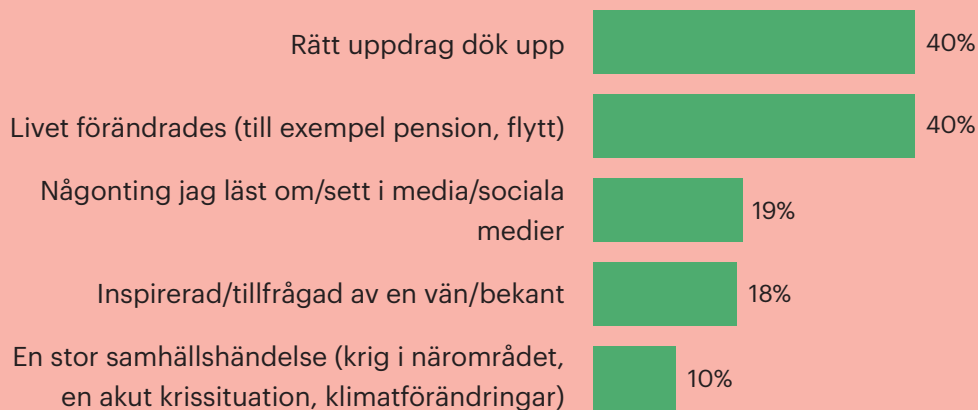 Rätt uppdrag dök upp 40%
Livet förändrades (till exempel pension, flytt) 40%
Någonting jag läst om/sett i media/sociala
medier 19%
Inspirerad/tillfrågad av en vän/bekant 18%
En stor samhällshändelse (krig i närområdet,
en akut krissituation, klimatförändringar) 10%